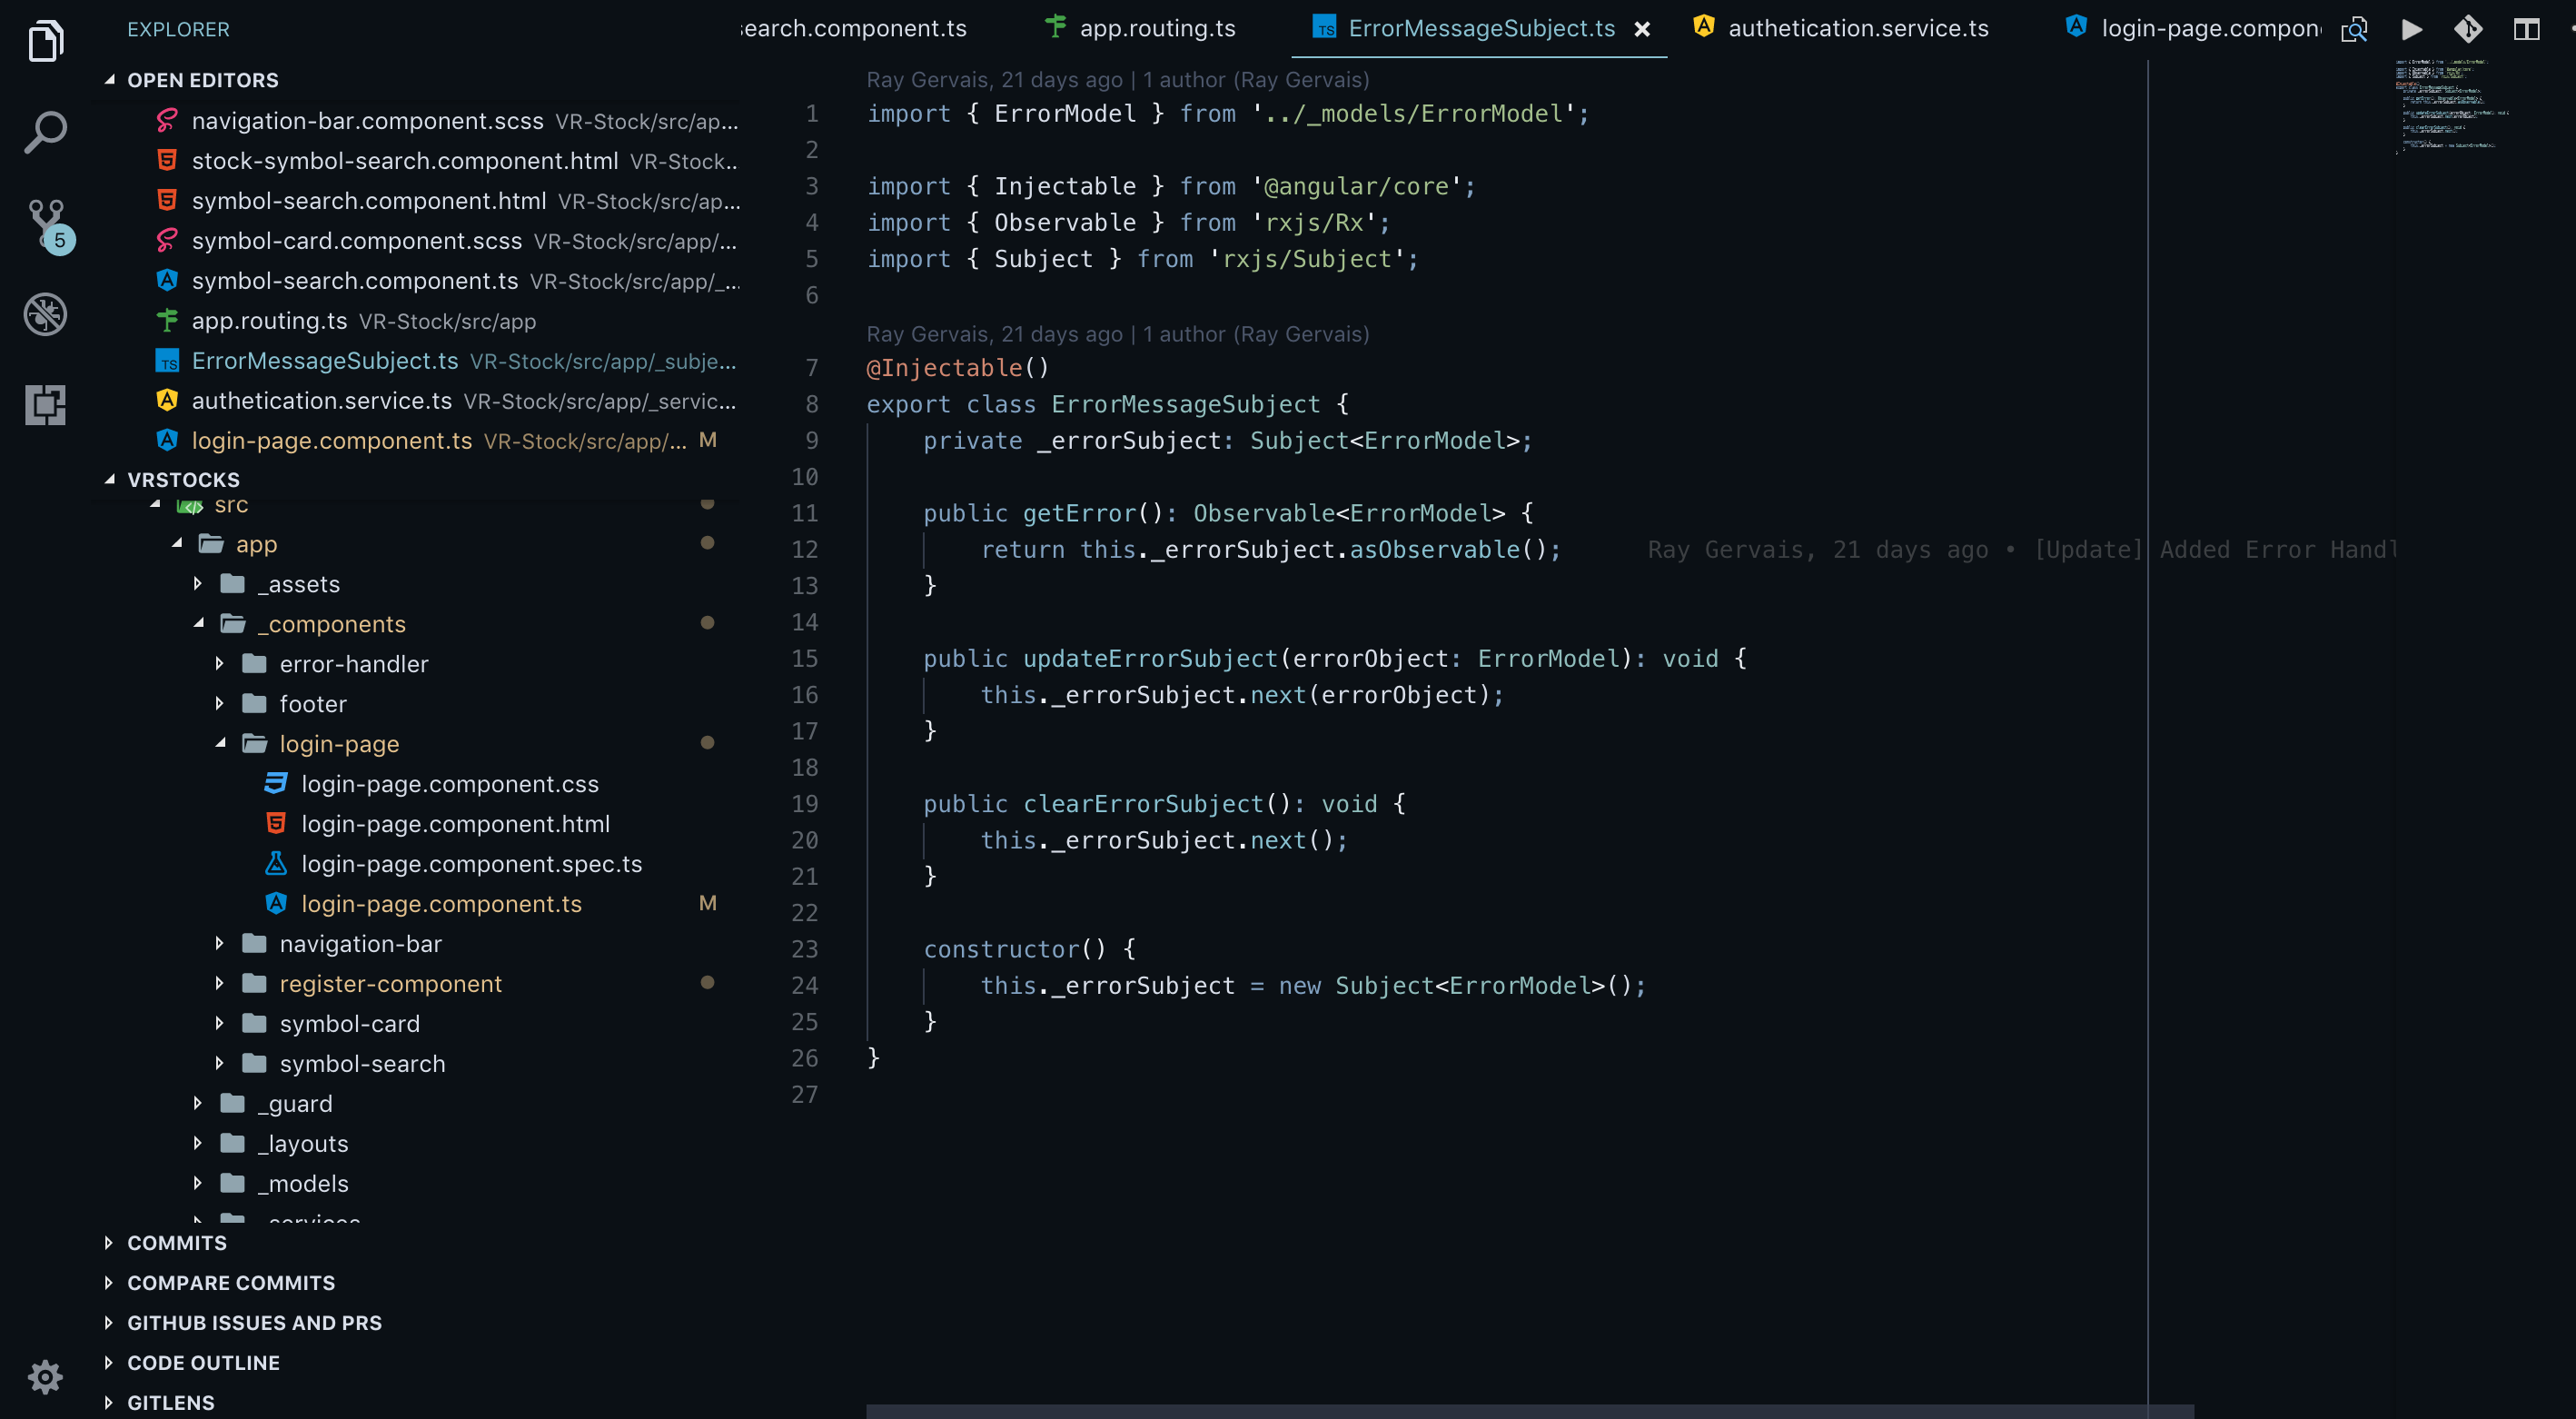 EXPLORER
OPEN EDITORS
navigation-bar.component.scss VR-Stock/src/ap...
stock-symbol-search.component.html VR-Stock...
symbol-search.component.html VR-Stock/src/ap...
symbol-card.component.scss VR-Stock/src/app/...
symbol-search.component.ts VR-Stock/src/app/_...
app.routing.ts VR-Stock/src/app
ErrorMessageSubject.ts VR-Stock/src/app/_subje...
authetication.service.ts VR-Stock/src/app/_servic...
login-page.component.ts VR-Stock/src/app/... M
5
VRSTOCKS
src
app
_assets
_components
error-handler
footer
login-page
login-page.component.css
login-page.component.html
login-page.component.spec.ts
login-page.component.ts M
navigation-bar
register-component
symbol-card
symbol-search
_guard
_layouts
_models
_services
COMMITS
COMPARE COMMITS
GITHUB ISSUES AND PRS
CODE OUTLINE
GITLENS
search.component.ts app.routing.ts TS ErrorMessageSubject.ts × authetication.service.ts login-page.compon
Ray Gervais, 21 days ago | 1 author (Ray Gervais)
1 import { ErrorModel } from '../_models/ErrorModel';
2
3 import { Injectable } from '@angular/core';
4 import { Observable } from 'rxjs/Rx';
5 import { Subject } from 'rxjs/Subject';
6
Ray Gervais, 21 days ago | 1 author (Ray Gervais)
7 @Injectable()
8 export class ErrorMessageSubject {
9 private _errorSubject: Subject<ErrorModel>;
10
11 public getError(): Observable<ErrorModel> {
12 return this._errorSubject.asObservable(); Ray Gervais, 21 days ago • [Update] Added Error Handl
13 }
14
15 public updateErrorSubject(errorObject: ErrorModel): void {
16 this._errorSubject.next(errorObject);
17 }
18
19 public clearErrorSubject(): void {
20 this._errorSubject.next();
21 }
22
23 constructor() {
24 this._errorSubject = new Subject<ErrorModel>();
25 }
26 }
27